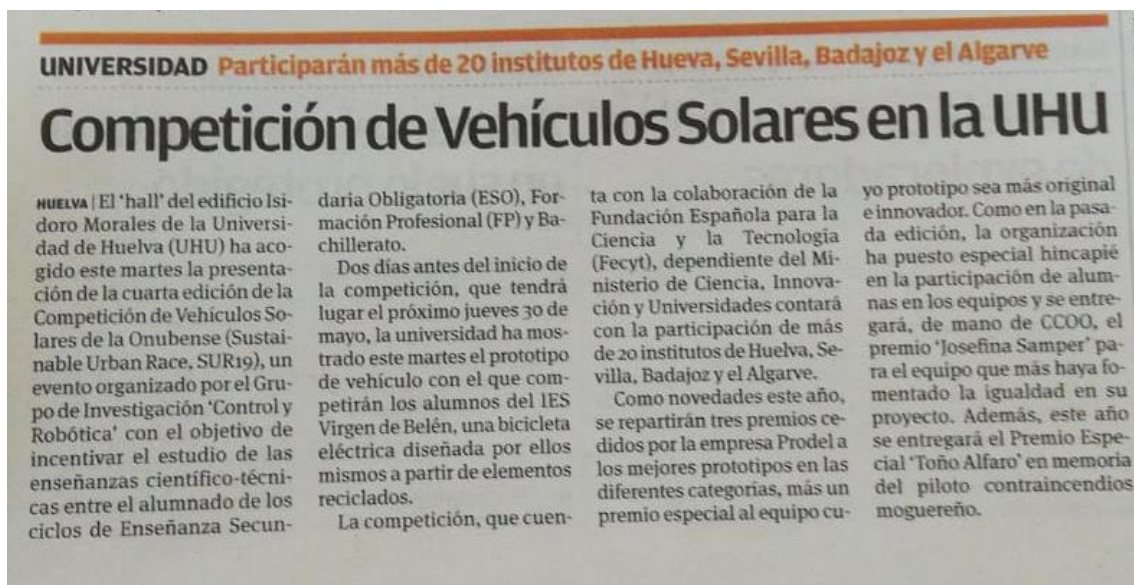 UNIVERSIDAD Participarán más de 20 institutos de Hueva, Sevilla, Badajoz y el Algarve
Competición de Vehículos Solares en la UHU
HUELVA | El 'hall' del edificio Isi-
doro Morales de la Universi-
dad de Huelva (UHU) ha aco-
gido este martes la presenta-
ción de la cuarta edición de la
Competición de Vehículos So-
lares de la Onubense (Sustai-
nable Urban Race, SUR19), un
evento organizado por el Gru-
po de Investigación 'Control y
Robótica' con el objetivo de
incentivar el estudio de las
enseñanzas científico-técni-
cas entre el alumnado de los
ciclos de Enseñanza Secun-
daria Obligatoria (ESO), For-
mación Profesional (FP) y Ba-
chillerato.
Dos días antes del inicio de
la competición, que tendrá
lugar el próximo jueves 30 de
mayo, la universidad ha mos-
trado este martes el prototipo
de vehículo con el que com-
petirán los alumnos del IES
Virgen de Belén, una bicicleta
eléctrica diseñada por ellos
mismos a partir de elementos
reciclados.
La competición, que cuen-
ta con la colaboración de la
Fundación Española para la
Ciencia y la Tecnología
(Fecyt), dependiente del Mi-
nisterio de Ciencia, Innova-
ción y Universidades contará
con la participación de más
de 20 institutos de Huelva, Se-
villa, Badajoz y el Algarve.
Como novedades este año,
se repartirán tres premios ce-
didos por la empresa Prodel a
los mejores prototipos en las
diferentes categorías, más un
premio especial al equipo cu-
yo prototipo sea más original
e innovador. Como en la pasa-
da edición, la organización
ha puesto especial hincapié
en la participación de alum-
nas en los equipos y se entre-
gará, de mano de CCOO, el
premio 'Josefina Samper' pa-
ra el equipo que más haya fo-
mentado la igualdad en su
proyecto. Además, este año
se entregará el Premio Espe-
cial 'Toño Alfaro' en memoria
del piloto contraincendios
moguereño.